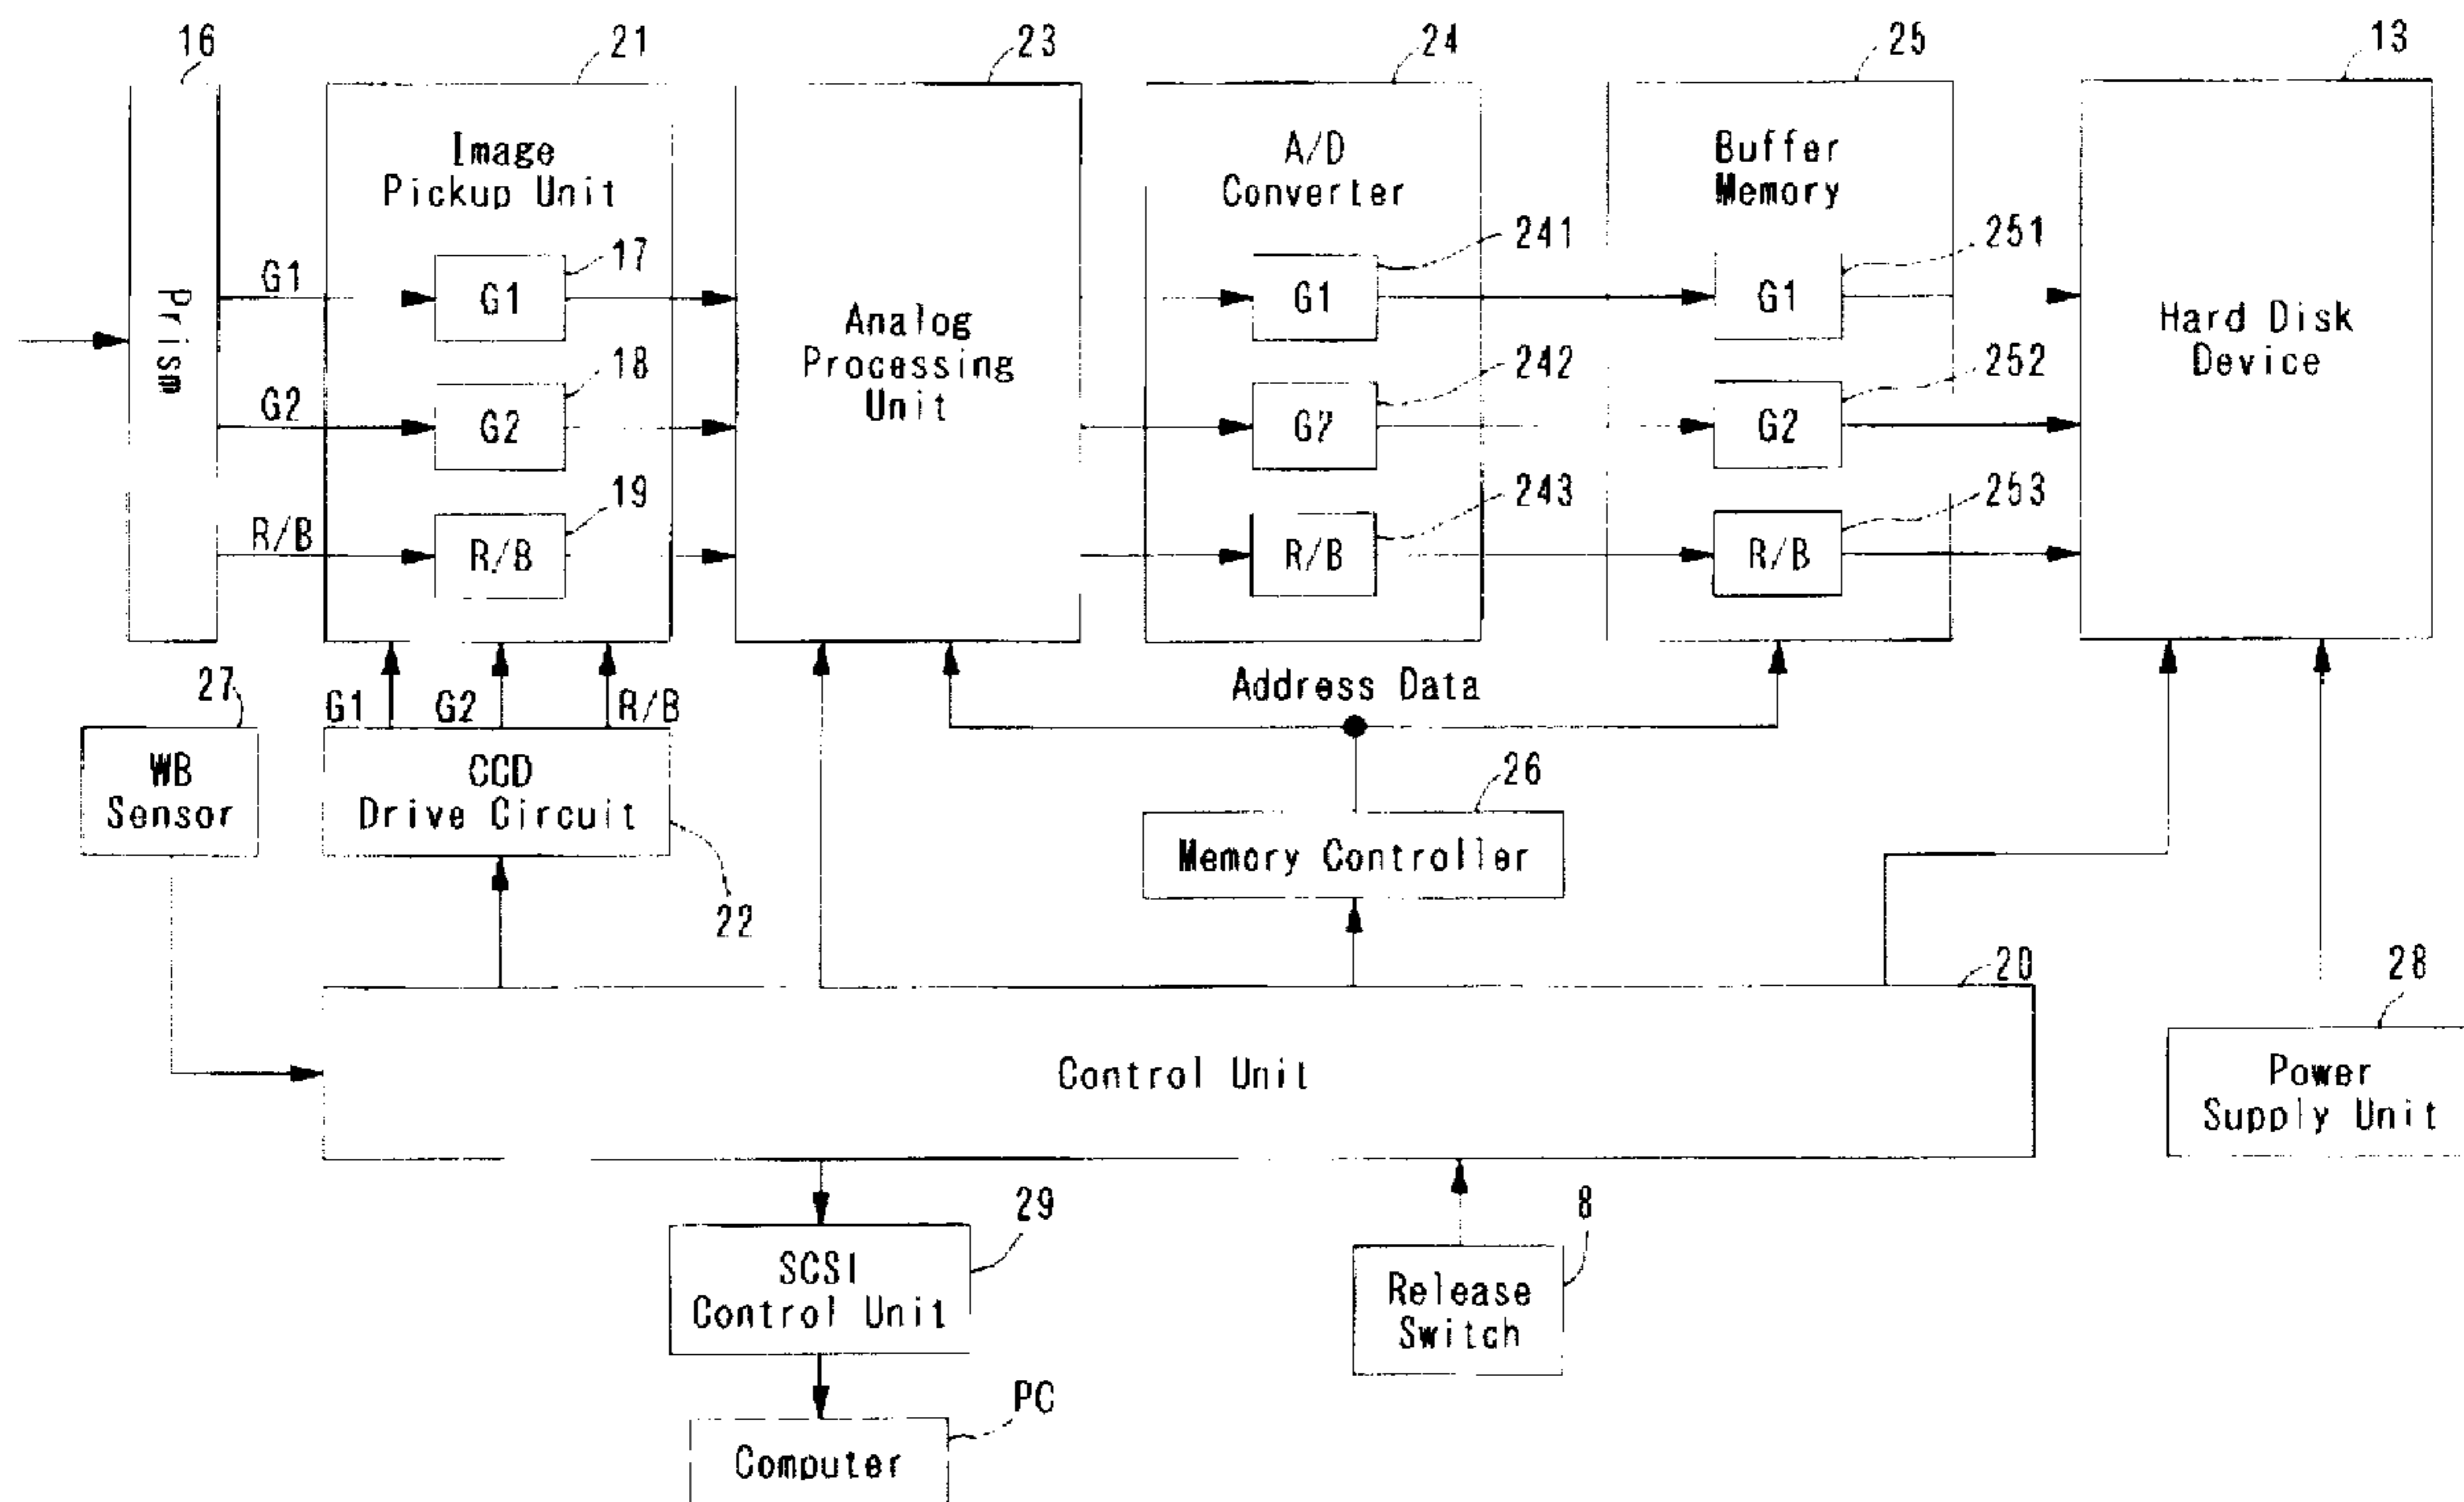 16
21
23
24
25
13
Image
Pickup Unit
A/D
Converter
Buffer
Memory
17
241
251
G1
G1
G1
G1
Prism
Analog
Processing
Unit
Hard Disk
Device
18
242
252
G2
G2
G2
G2
19
243
253
R/B
R/B
R/B
R/B
27
G1
G2
R/B
Address Data
WB
Sensor
CCD
Drive Circuit
26
Memory Controller
22
20
28
Control Unit
Power
Supply Unit
29
8
SCSI
Control Unit
Release
Switch
PC
Computer